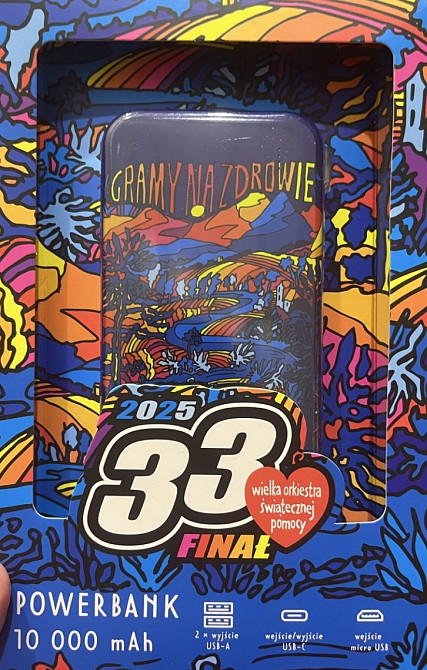 GRAMY NA ZDROWIE
2025
33
FINAŁ
wielka orkiestra
świątecznej
pomocy
POWERBANK
10 000 mAh
2 × wyjście
USB-A
wejście/wyjście
USB-C
wejście
micro USB